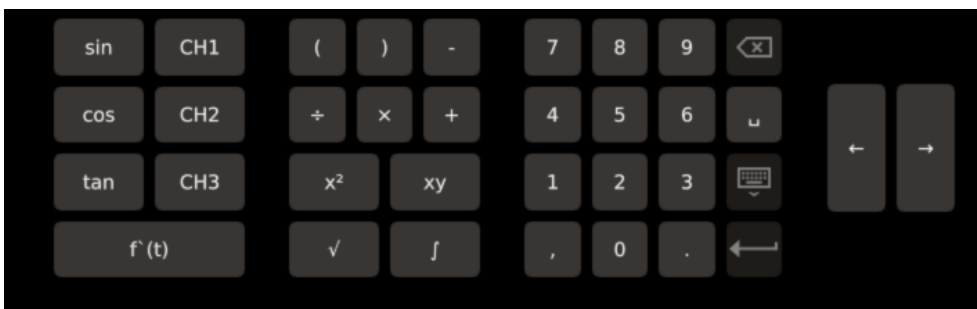 sin CH1 ( ) - 7 8 9
cos CH2 ÷ × + 4 5 6 ␣
← →
tan CH3 x² xy 1 2 3
f`(t) √ ∫ , 0 .